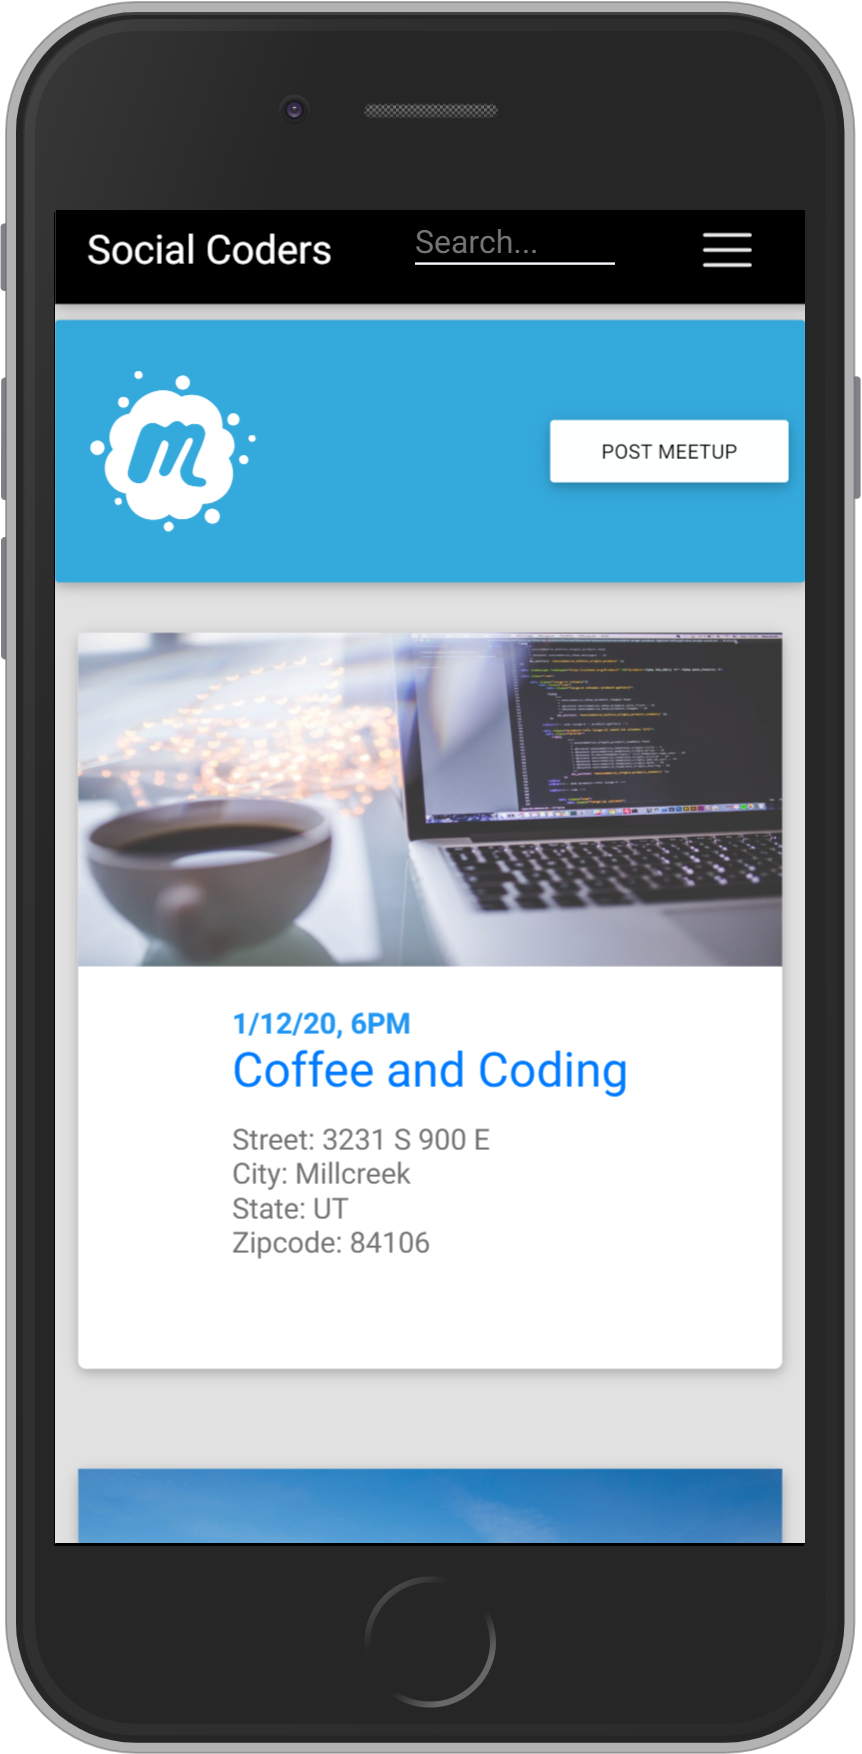 Social Coders
Search...
m
POST MEETUP
1/12/20, 6PM
Coffee and Coding
Street: 3231 S 900 E
City: Millcreek
State: UT
Zipcode: 84106